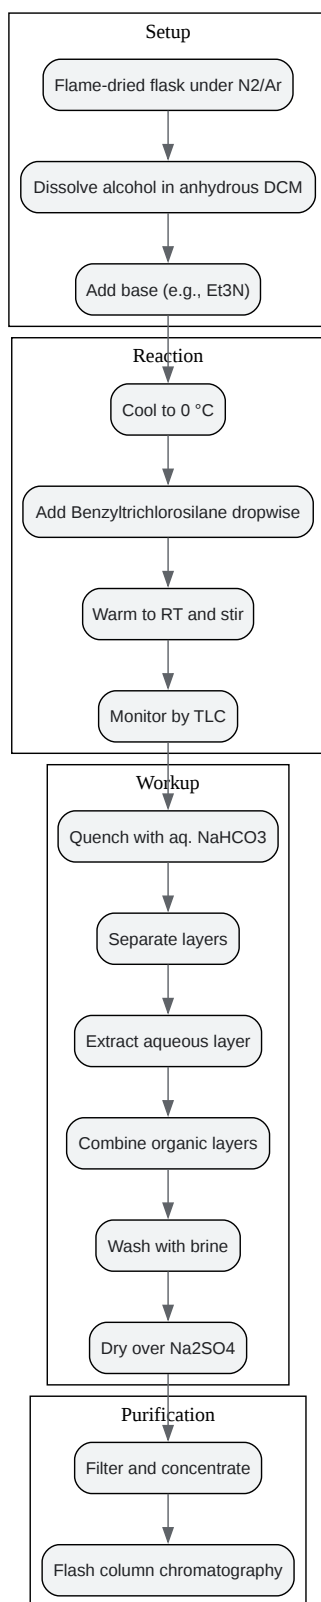 Setup
Flame-dried flask under N2/Ar
Dissolve alcohol in anhydrous DCM
Add base (e.g., Et3N)
Reaction
Cool to 0 °C
Add Benzyltrichlorosilane dropwise
Warm to RT and stir
Monitor by TLC
Workup
Quench with aq. NaHCO3
Separate layers
Extract aqueous layer
Combine organic layers
Wash with brine
Dry over Na2SO4
Purification
Filter and concentrate
Flash column chromatography